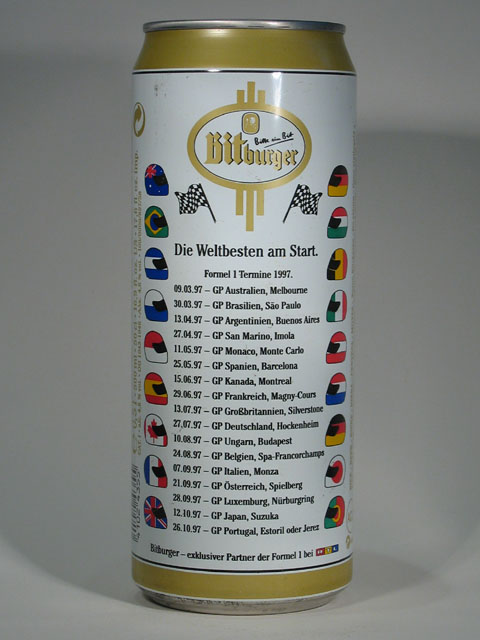 Bitte ein Bit
Bitburger
Die Weltbesten am Start.
Formel 1 Termine 1997.
09.03.97 – GP Australien, Melbourne
30.03.97 – GP Brasilien, São Paulo
13.04.97 – GP Argentinien, Buenos Aires
27.04.97 – GP San Marino, Imola
11.05.97 – GP Monaco, Monte Carlo
25.05.97 – GP Spanien, Barcelona
15.06.97 – GP Kanada, Montreal
29.06.97 – GP Frankreich, Magny-Cours
13.07.97 – GP Großbritannien, Silverstone
27.07.97 – GP Deutschland, Hockenheim
10.08.97 – GP Ungarn, Budapest
24.08.97 – GP Belgien, Spa-Francorchamps
07.09.97 – GP Italien, Monza
21.09.97 – GP Österreich, Spielberg
28.09.97 – GP Luxemburg, Nürburgring
12.10.97 – GP Japan, Suzuka
26.10.97 – GP Portugal, Estoril oder Jerez
Bitburger – exklusiver Partner der Formel 1 bei RTL